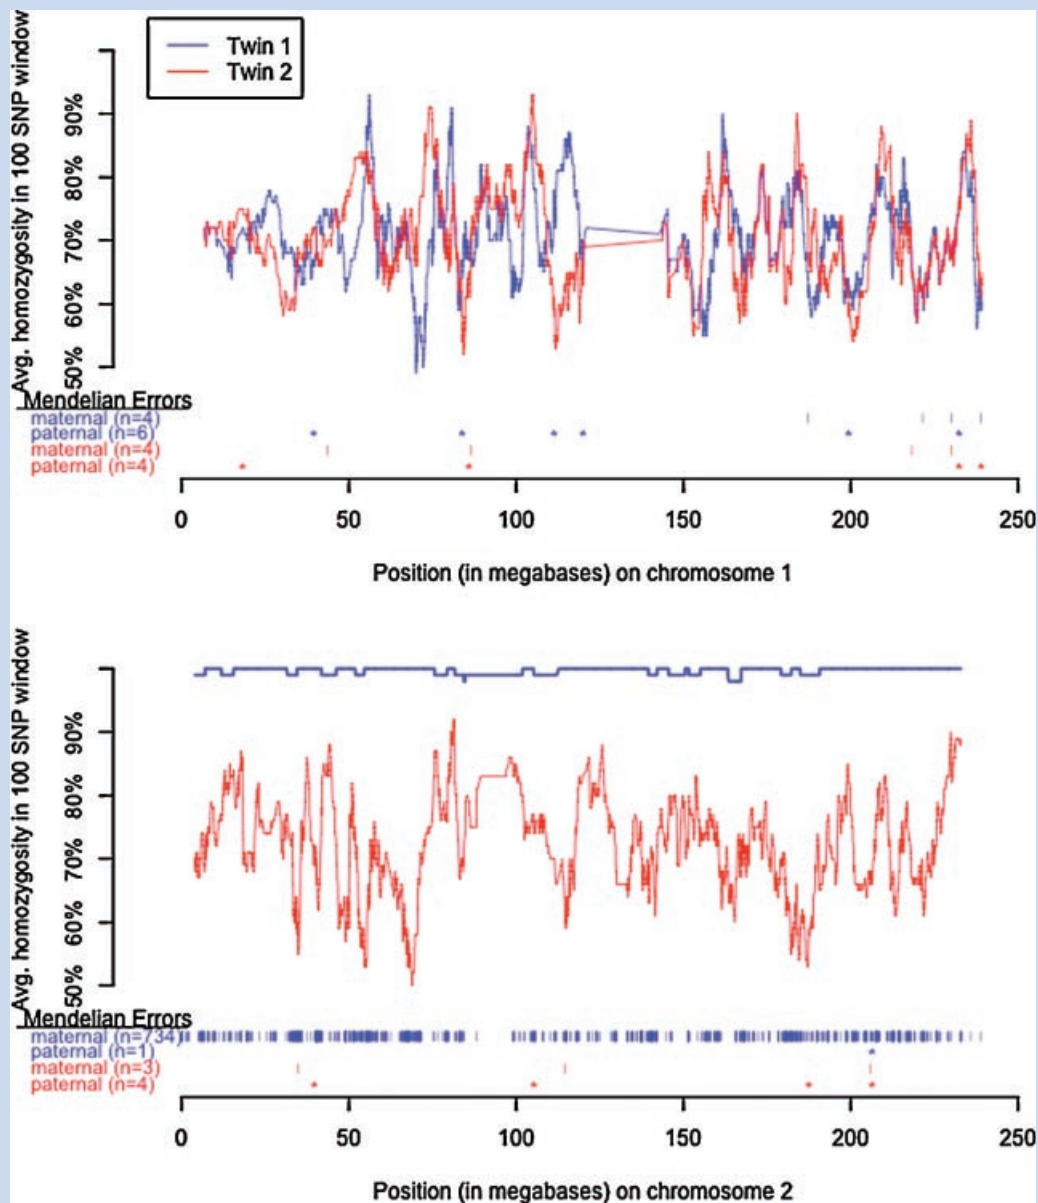 Twin 1
Twin 2
Avg. homozygosity in 100 SNP window
90%
80%
70%
60%
50%
Mendelian Errors
maternal (n=4)
paternal (n=6)
maternal (n=4)
paternal (n=4)
0 50 100 150 200 250
Position (in megabases) on chromosome 1
Avg. homozygosity in 100 SNP window
90%
80%
70%
60%
50%
Mendelian Errors
maternal (n=734)
paternal (n=1)
maternal (n=3)
paternal (n=4)
0 50 100 150 200 250
Position (in megabases) on chromosome 2